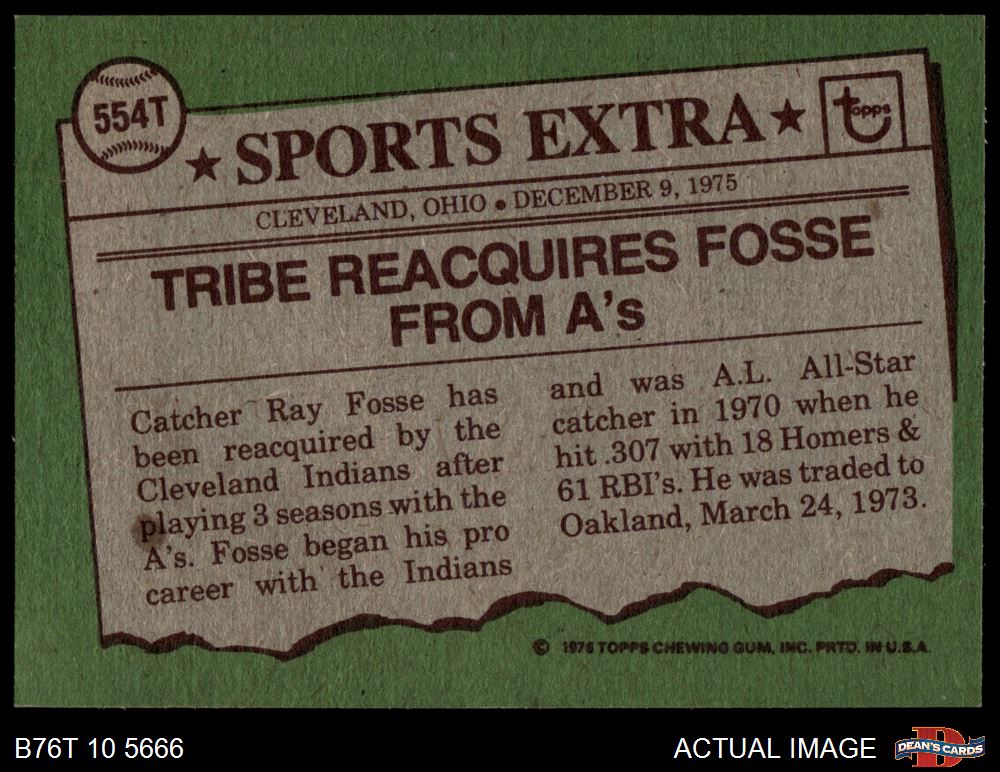 554T
★ SPORTS EXTRA ★
topps
CLEVELAND, OHIO • DECEMBER 9, 1975
TRIBE REACQUIRES FOSSE
FROM A's
Catcher Ray Fosse has
been reacquired by the
Cleveland Indians after
playing 3 seasons with the
A's. Fosse began his pro
career with the Indians
and was A.L. All-Star
catcher in 1970 when he
hit .307 with 18 Homers &
61 RBI's. He was traded to
Oakland, March 24, 1973.
© 1976 TOPPS CHEWING GUM, INC. PRTD. IN U.S.A.
B76T 10 5666
ACTUAL IMAGE
D
DEAN'S CARDS